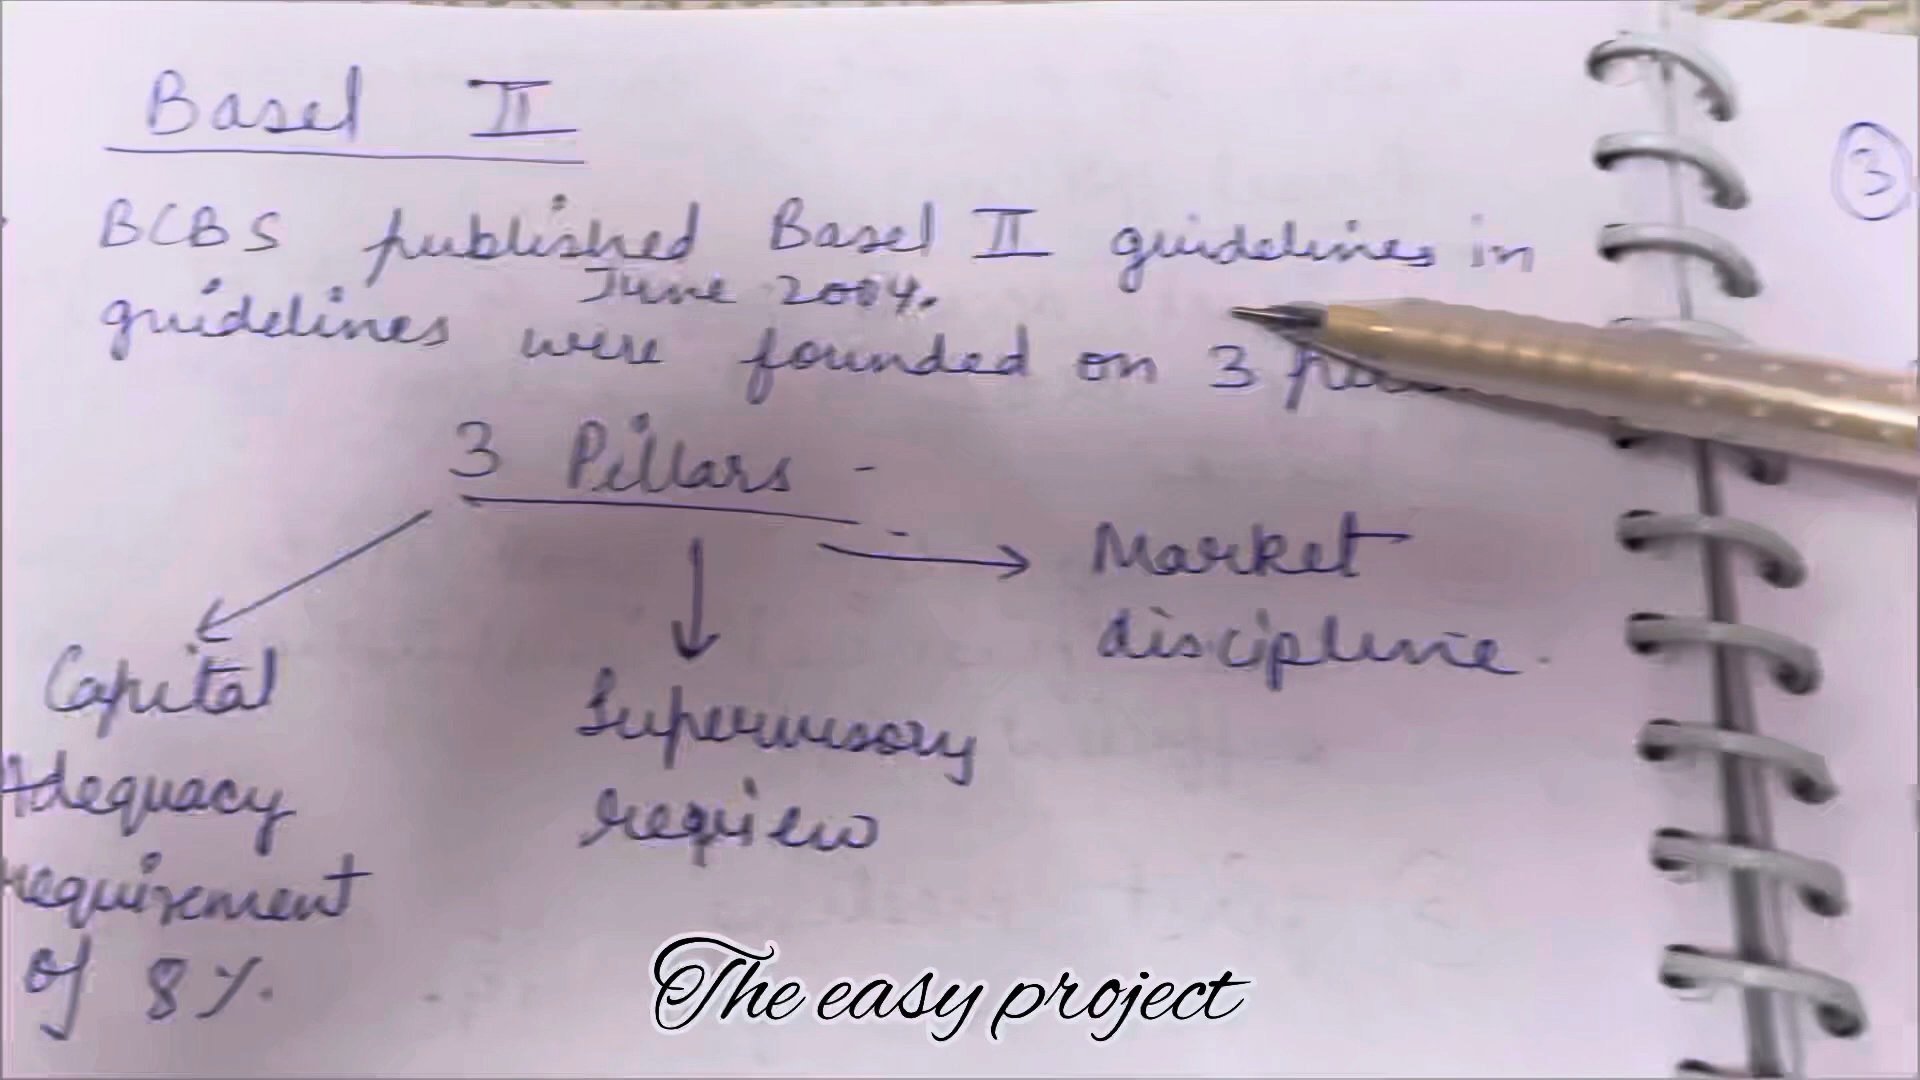 Basel II
3
BCBS published Basel II guidelines in
June 2004.
guidelines were founded on 3
3 Pillars -
Market
discipline.
Capital
Adequacy
requirement
of 8%.
Supervisory
review
The easy project